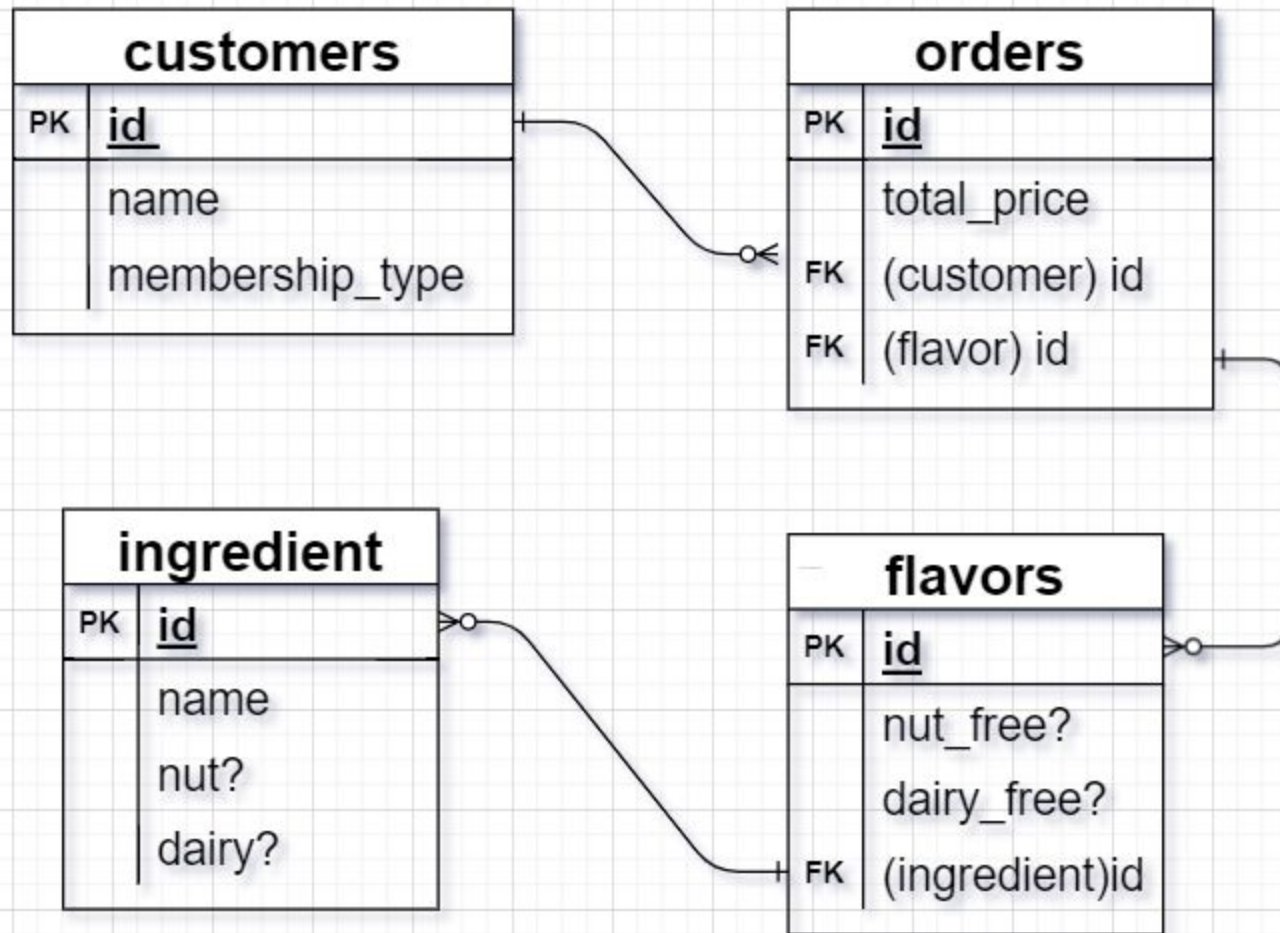 customers
PK id
name
membership_type
orders
PK id
total_price
FK (customer) id
FK (flavor) id
ingredient
PK id
name
nut?
dairy?
flavors
PK id
nut_free?
dairy_free?
FK (ingredient)id